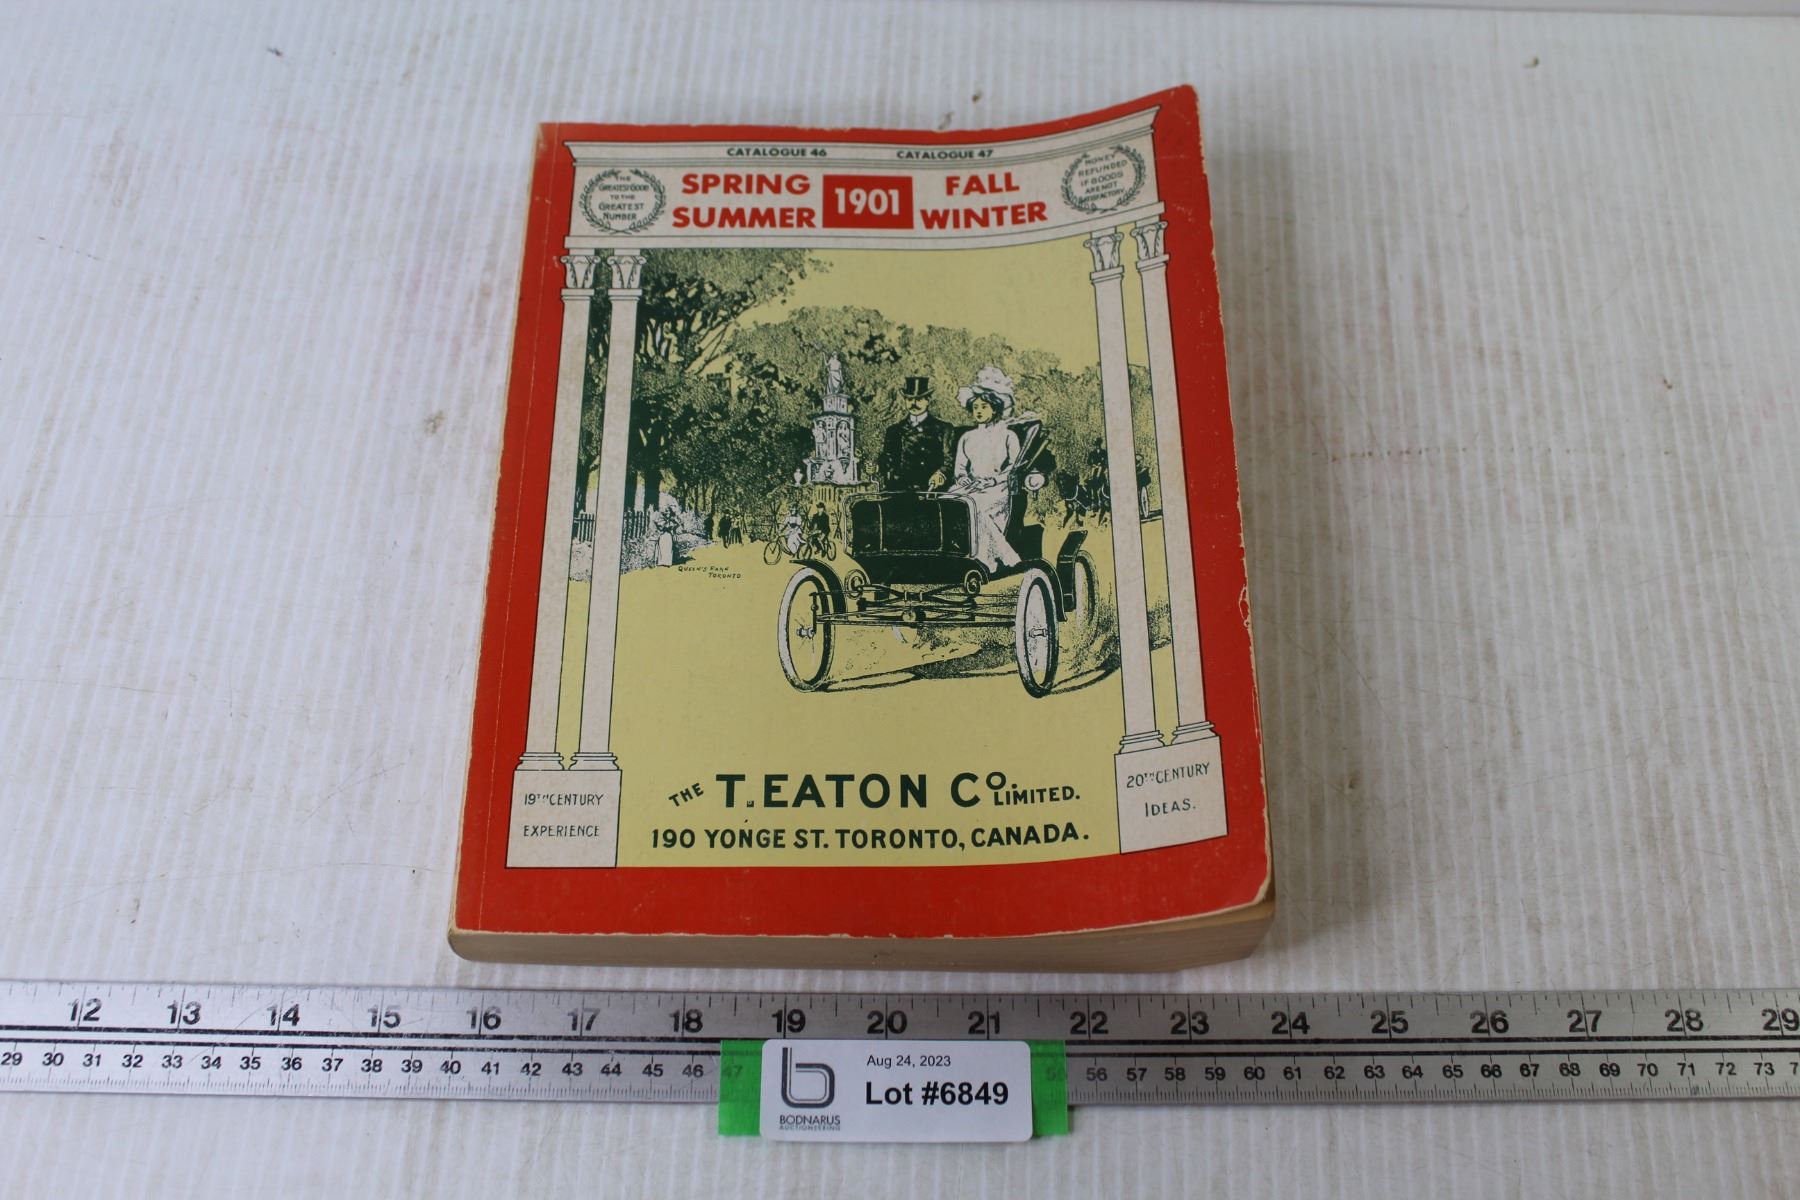 CATALOGUE 46 CATALOGUE 47
THE
GREATEST GOOD
TO THE
GREATEST
NUMBER
SPRING
SUMMER
1901
FALL
WINTER
MONEY
REFUNDED
IF GOODS
ARE NOT
SATISFACTORY
QUEEN'S PARK
TORONTO
19TH CENTURY
EXPERIENCE
THE T. EATON CO. LIMITED.
190 YONGE ST. TORONTO, CANADA.
20TH CENTURY
IDEAS.
12 13 14 15 16 17 18 19 20 21 22 23 24 25 26 27 28 29
29 30 31 32 33 34 35 36 37 38 39 40 41 42 43 44 45 46 47 56 57 58 59 60 61 62 63 64 65 66 67 68 69 70 71 72 73
b
BODNARUS
AUCTIONEERING
Aug 24, 2023
Lot #6849